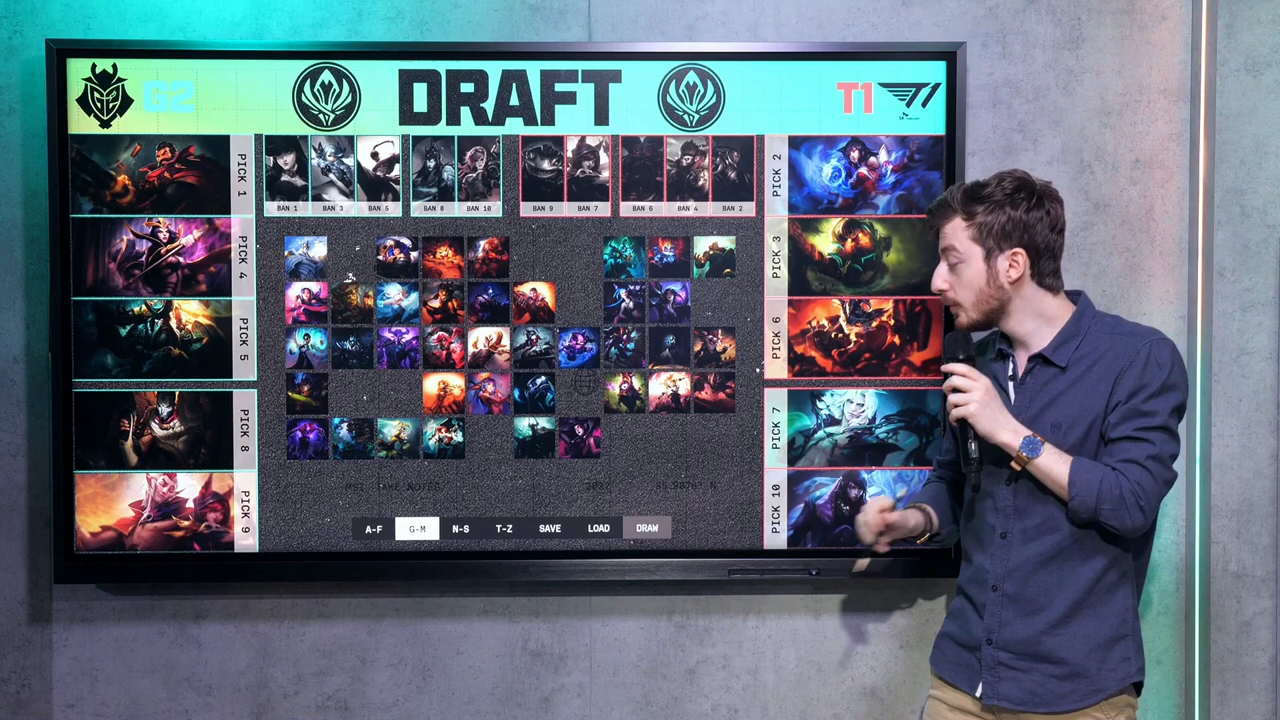 G2
G2
DRAFT
T1
T1
PICK 1
BAN 1
BAN 3
BAN 5
BAN 8
BAN 10
BAN 9
BAN 7
BAN 6
BAN 4
BAN 2
PICK 2
PICK 4
PICK 3
PICK 5
PICK 6
PICK 8
PICK 7
PICK 9
PICK 10
A-F
G-M
N-S
T-Z
SAVE
LOAD
DRAW